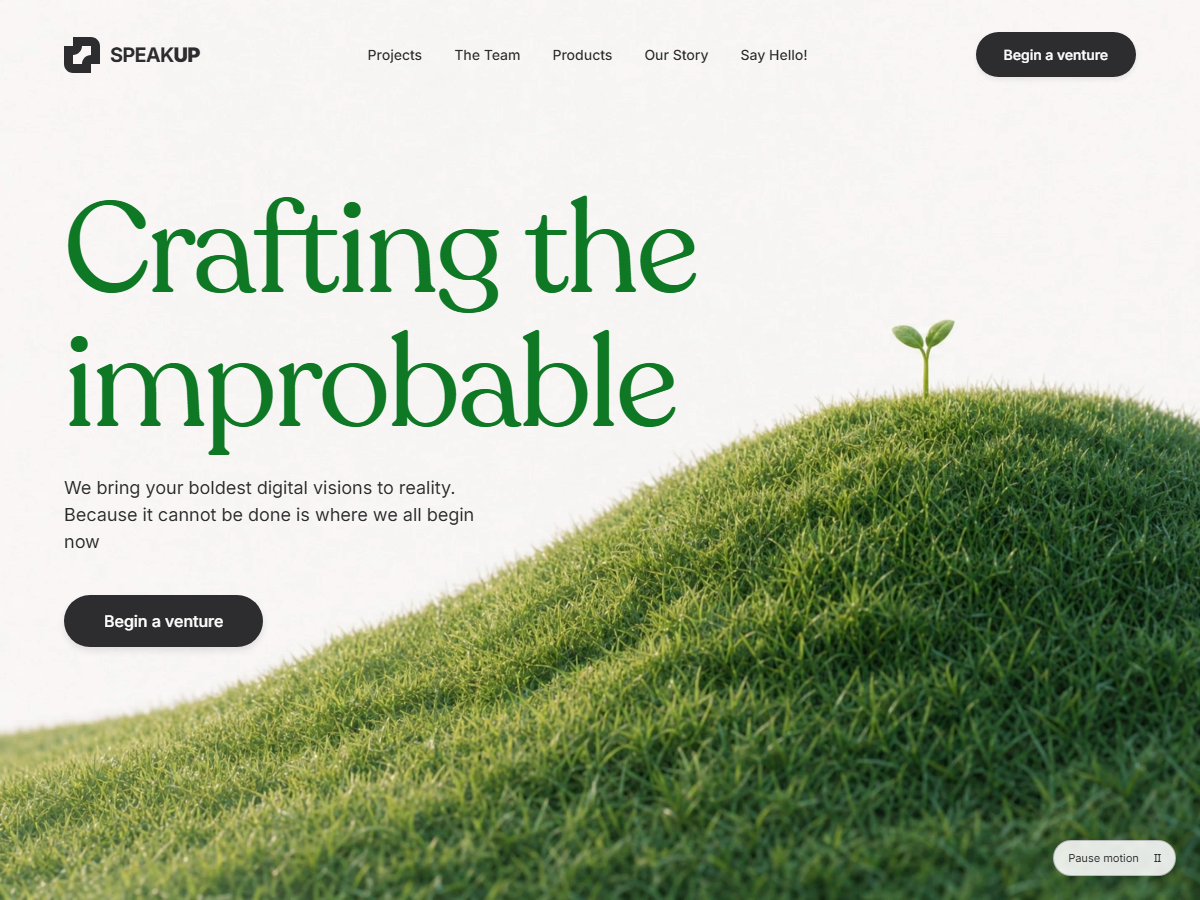 SPEAKUP
Projects
The Team
Products
Our Story
Say Hello!
Begin a venture
Crafting the
improbable
We bring your boldest digital visions to reality.
Because it cannot be done is where we all begin
now
Begin a venture
Pause motion